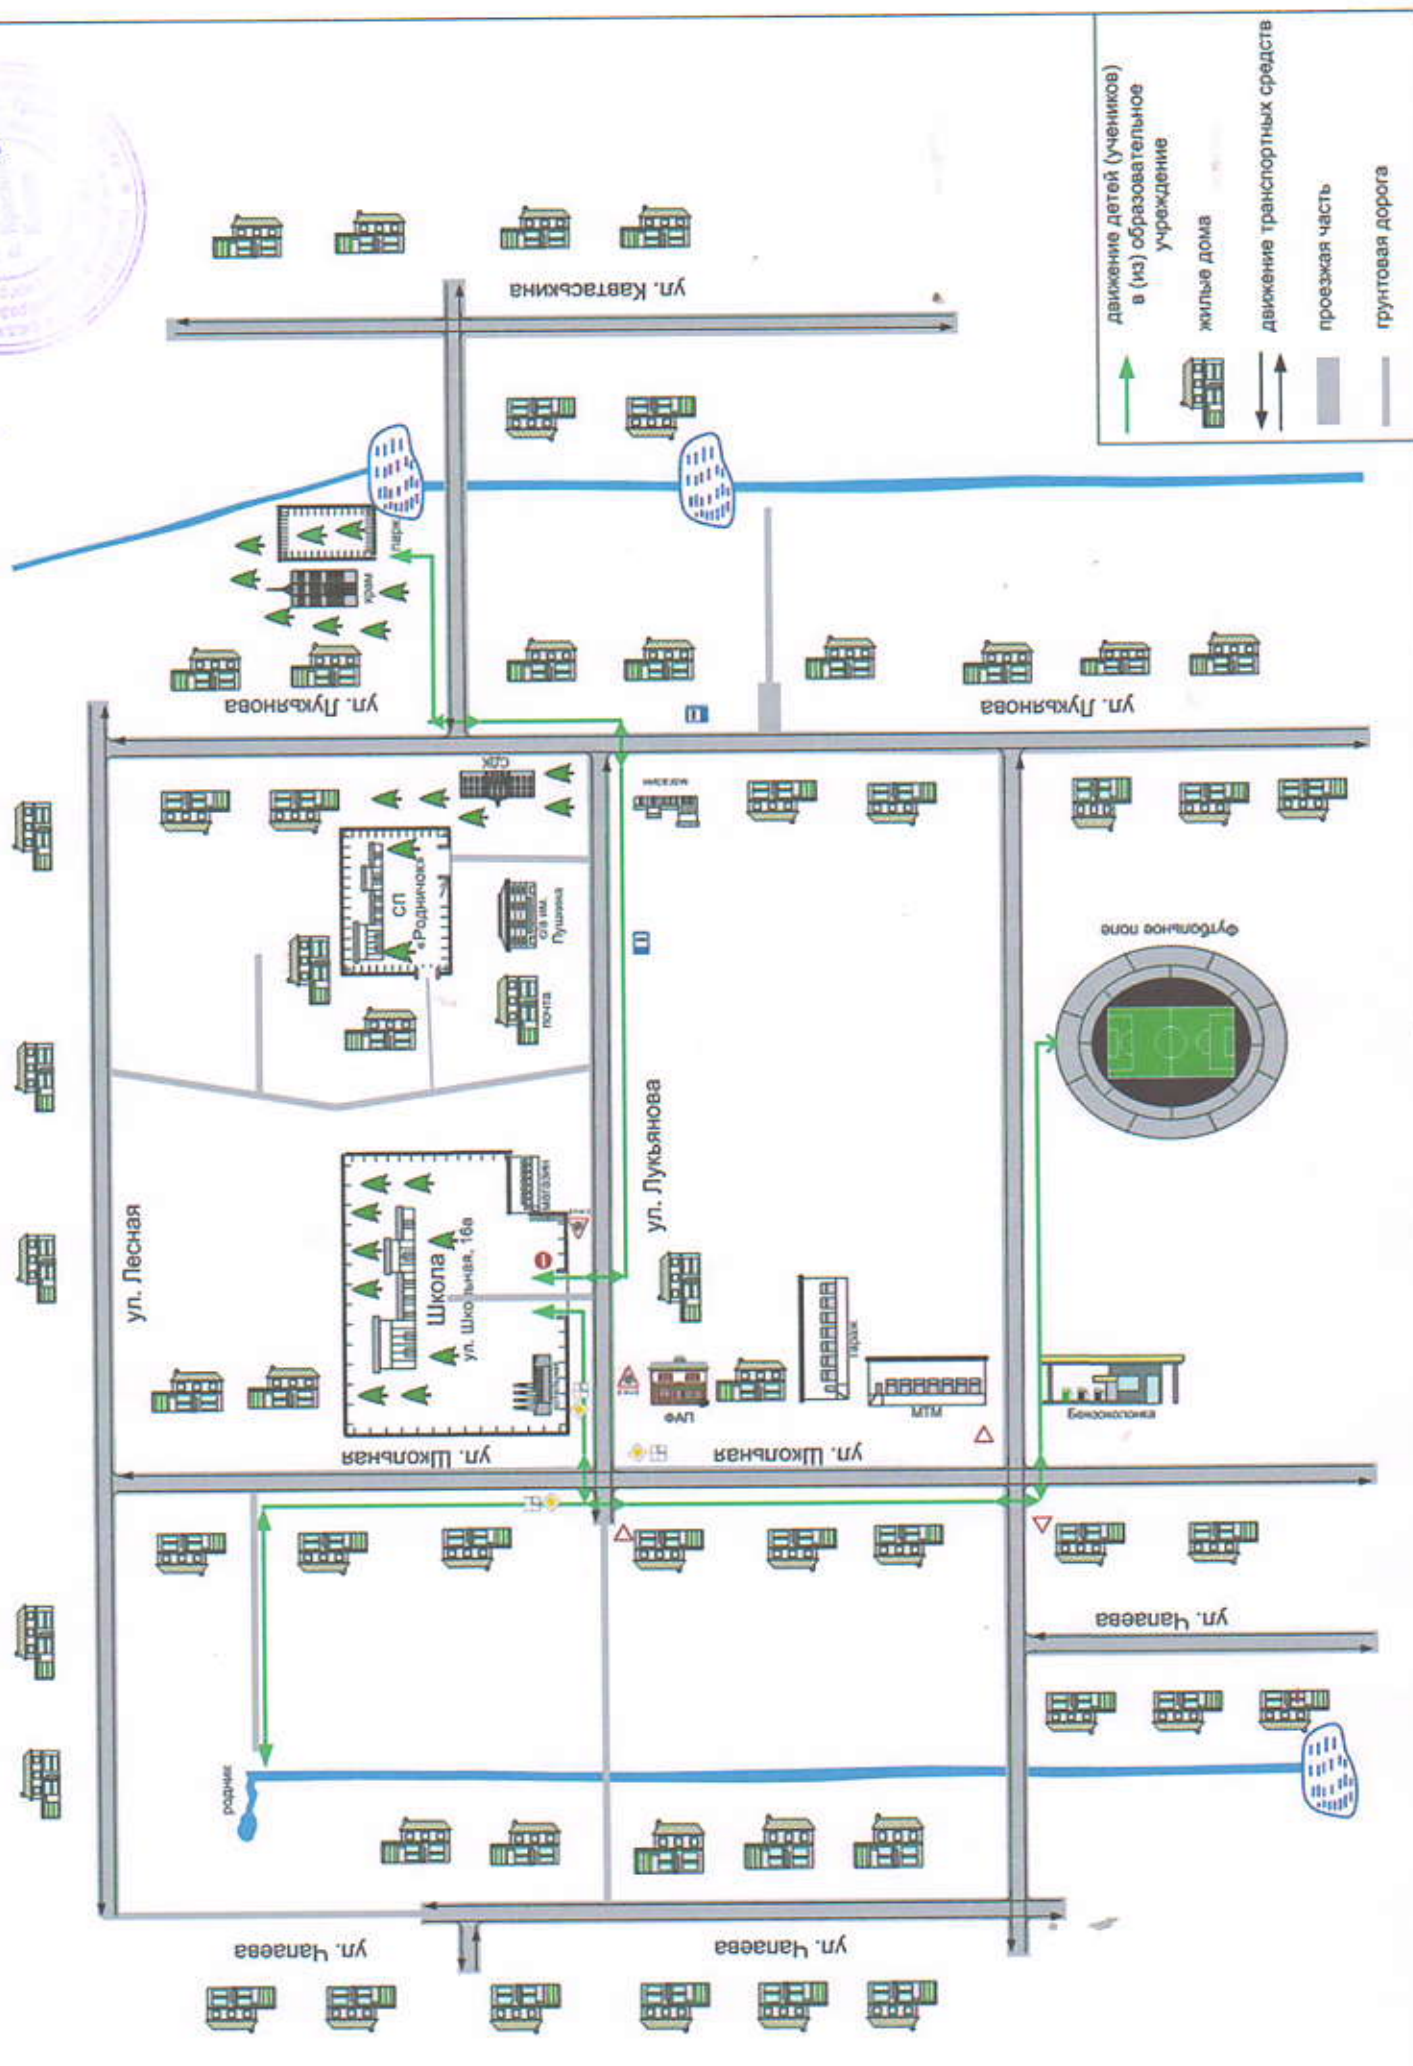 ул. Лесная
ул. Чапаева
родник
ул. Школьная
Школа
ул. Школьная, 16а
магазин
СП
«Родничок»
почта
с/а им.
Пушкина
СДК
ул. Лукьянова
храм
парк
ул. Кавтаськина
ул. Чапаева
ул. Школьная
ФАП
гараж
МТМ
ул. Лукьянова
магазин
ул. Лукьянова
ул. Чапаева
Бензоколонка
Футбольное поле
движение детей (учеников)
в (из) образовательное
учреждение
жилые дома
движение транспортных средств
проезжая часть
грунтовая дорога